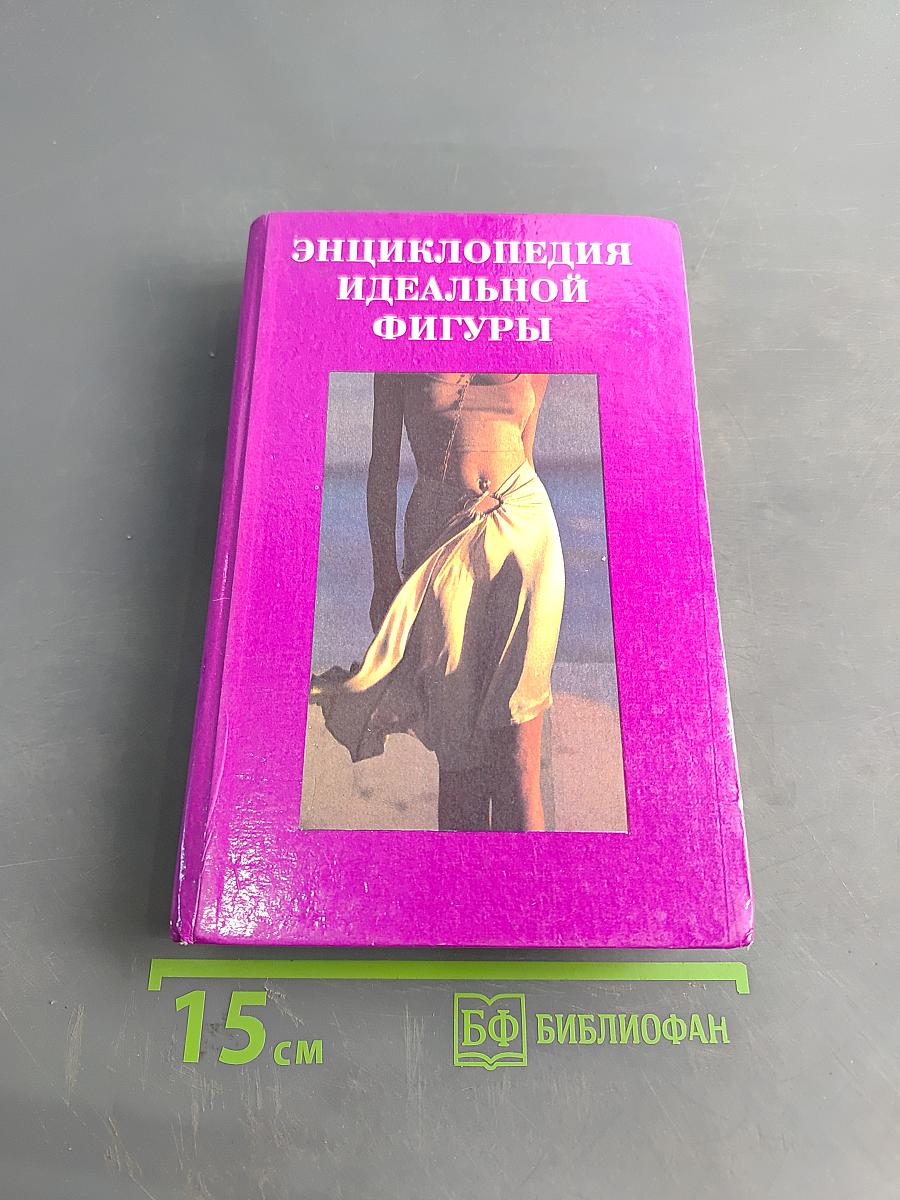 ЭНЦИКЛОПЕДИЯ
ИДЕАЛЬНОЙ
ФИГУРЫ
15 см
БФ БИБЛИОФАН